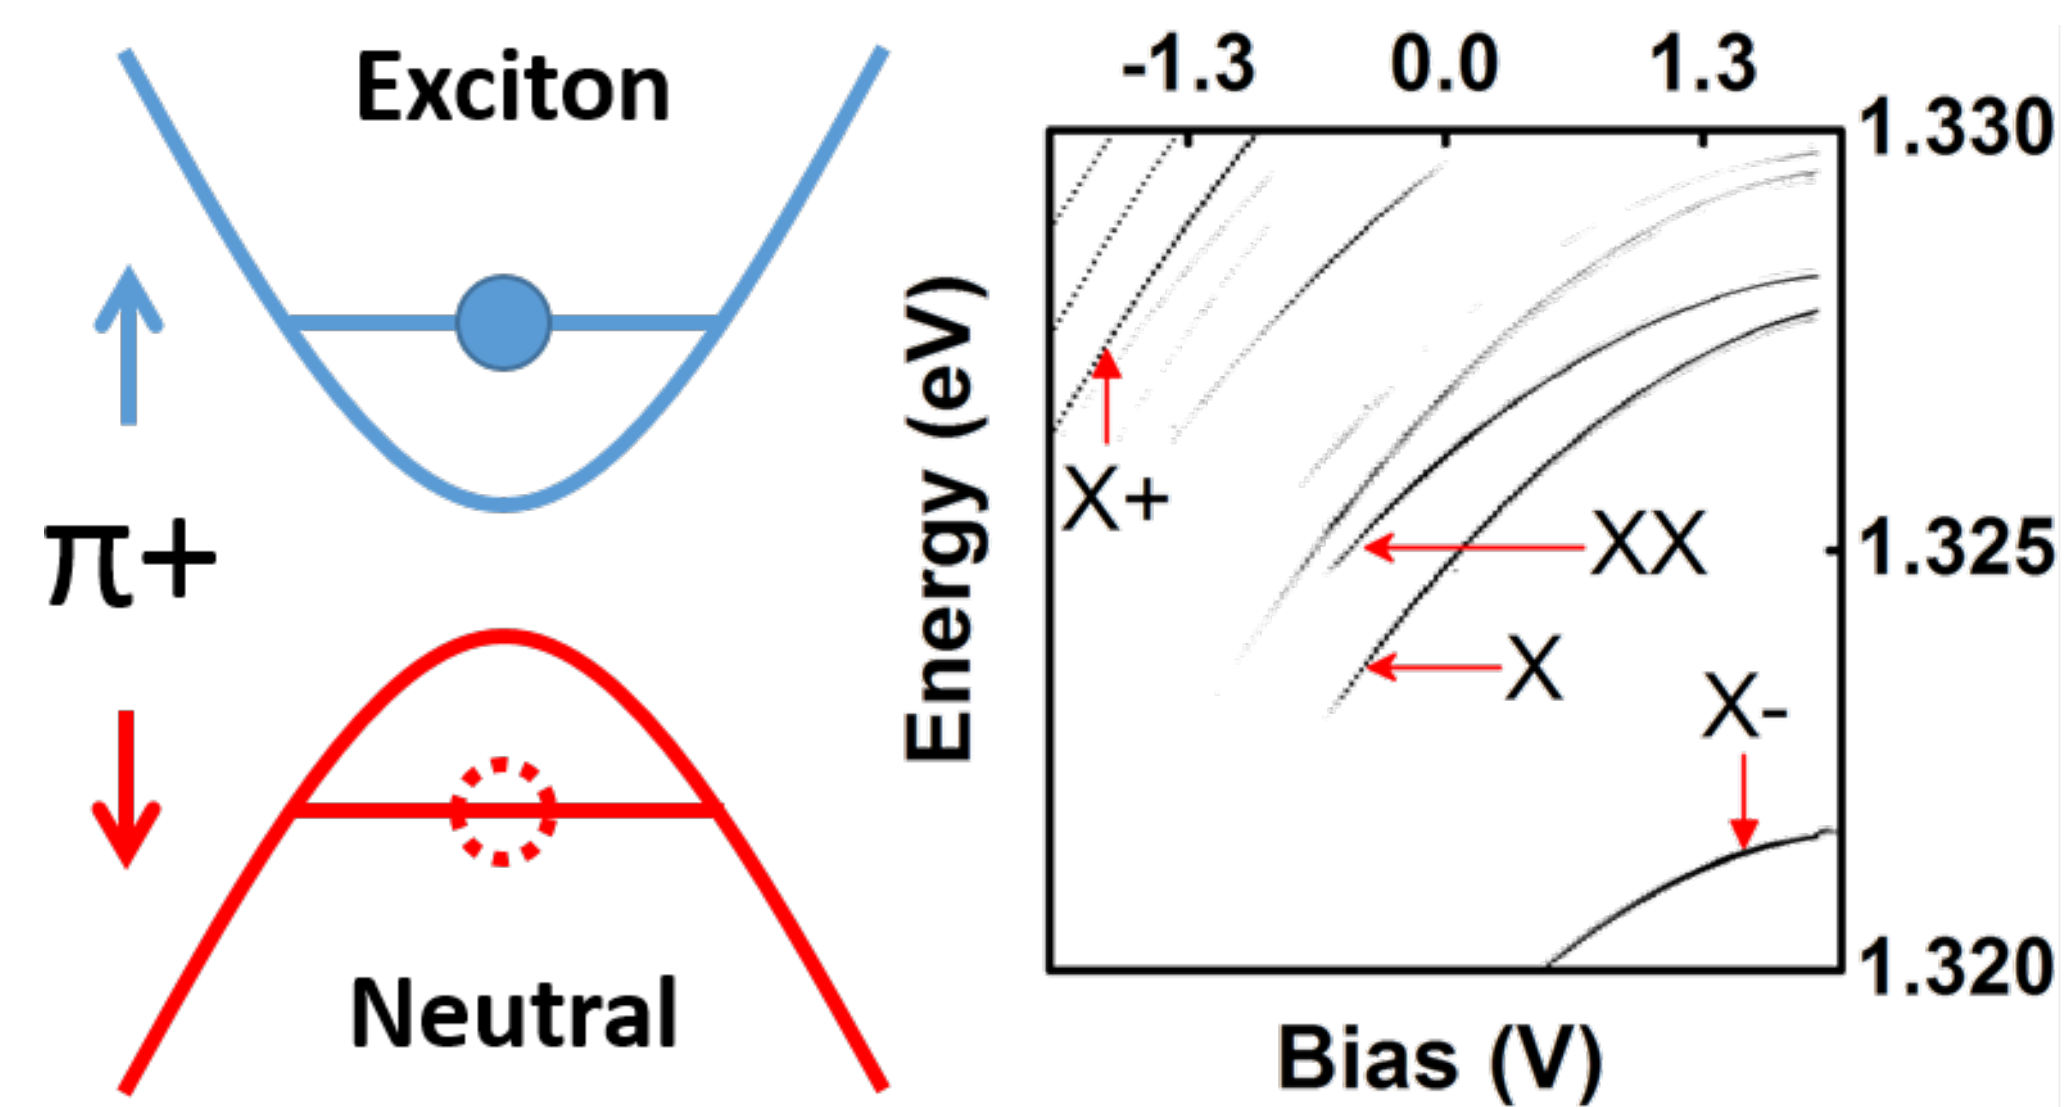 Exciton
π+
Neutral
-1.3 0.0 1.3
1.330
1.325
1.320
Energy (eV)
Bias (V)
X+
XX
X
X-